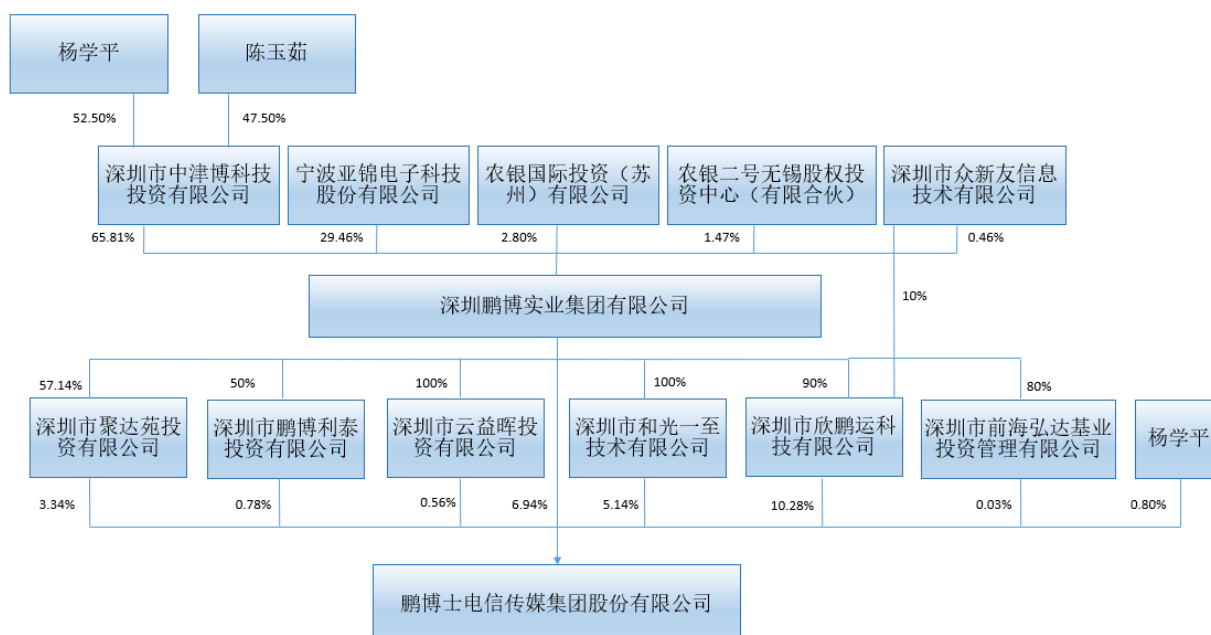 杨学平
陈玉茹
52.50%
47.50%
深圳市中津博科技
投资有限公司
宁波亚锦电子科技
股份有限公司
农银国际投资（苏
州）有限公司
农银二号无锡股权投
资中心（有限合伙）
深圳市众新友信息
技术有限公司
65.81%
29.46%
2.80%
1.47%
0.46%
深圳鹏博实业集团有限公司
10%
57.14%
50%
100%
100%
90%
80%
深圳市聚达苑投
资有限公司
深圳市鹏博利泰
投资有限公司
深圳市云益晖投
资有限公司
深圳市和光一至
技术有限公司
深圳市欣鹏运科
技有限公司
深圳市前海弘达基业
投资管理有限公司
杨学平
3.34%
0.78%
0.56%
6.94%
5.14%
10.28%
0.03%
0.80%
鹏博士电信传媒集团股份有限公司